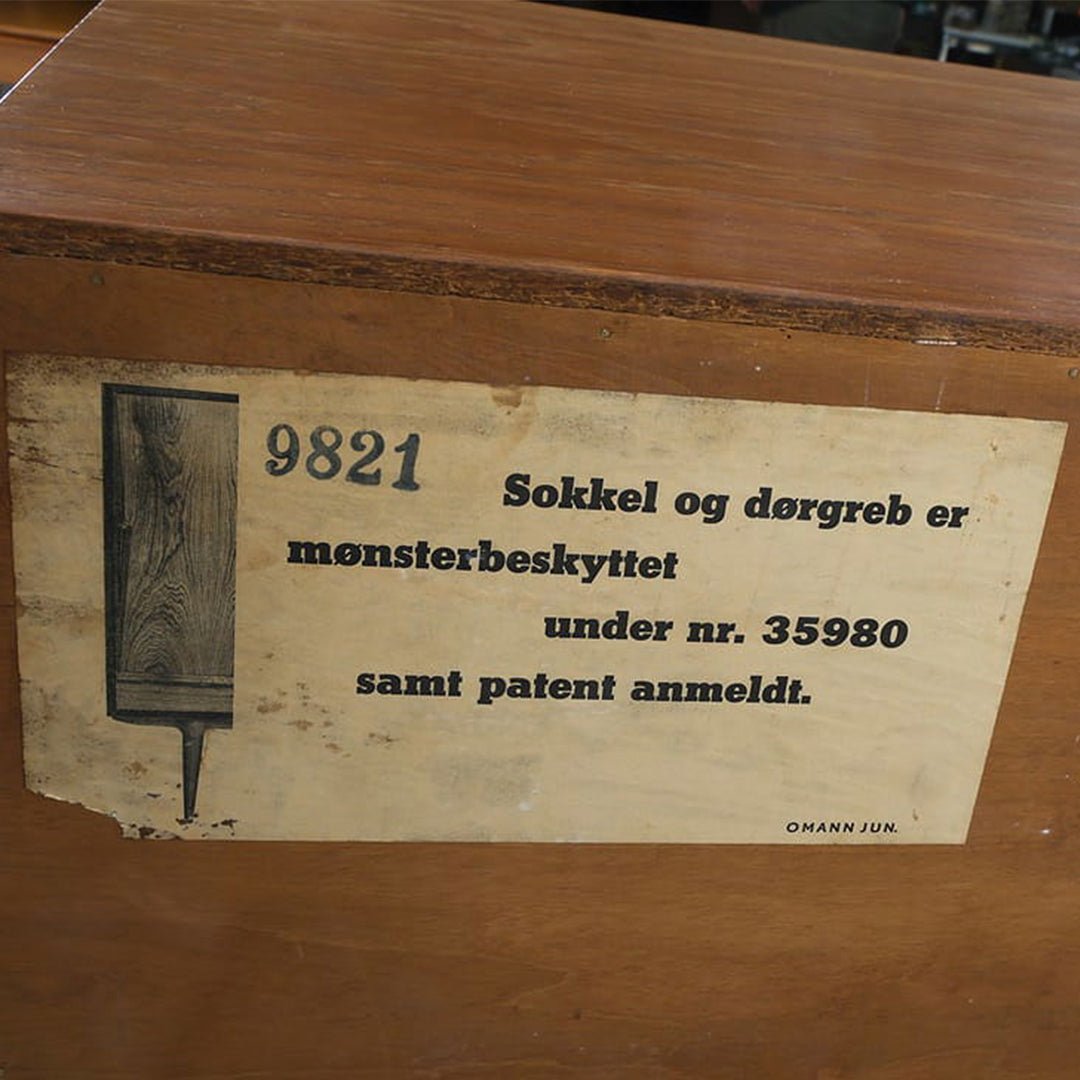 9821
Sokkel og dørgreb er
mønsterbeskyttet
under nr. 35980
samt patent anmeldt.
OMANN JUN.